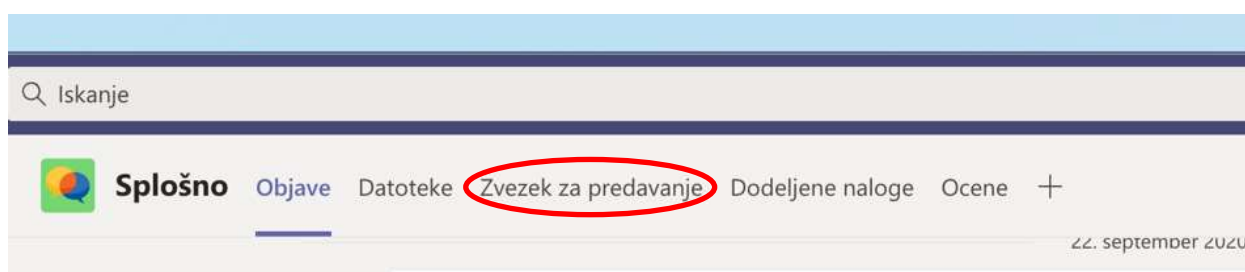 Iskanje
Splošno Objave Datoteke Zvezek za predavanje Dodeljene naloge Ocene +
22. september 2020